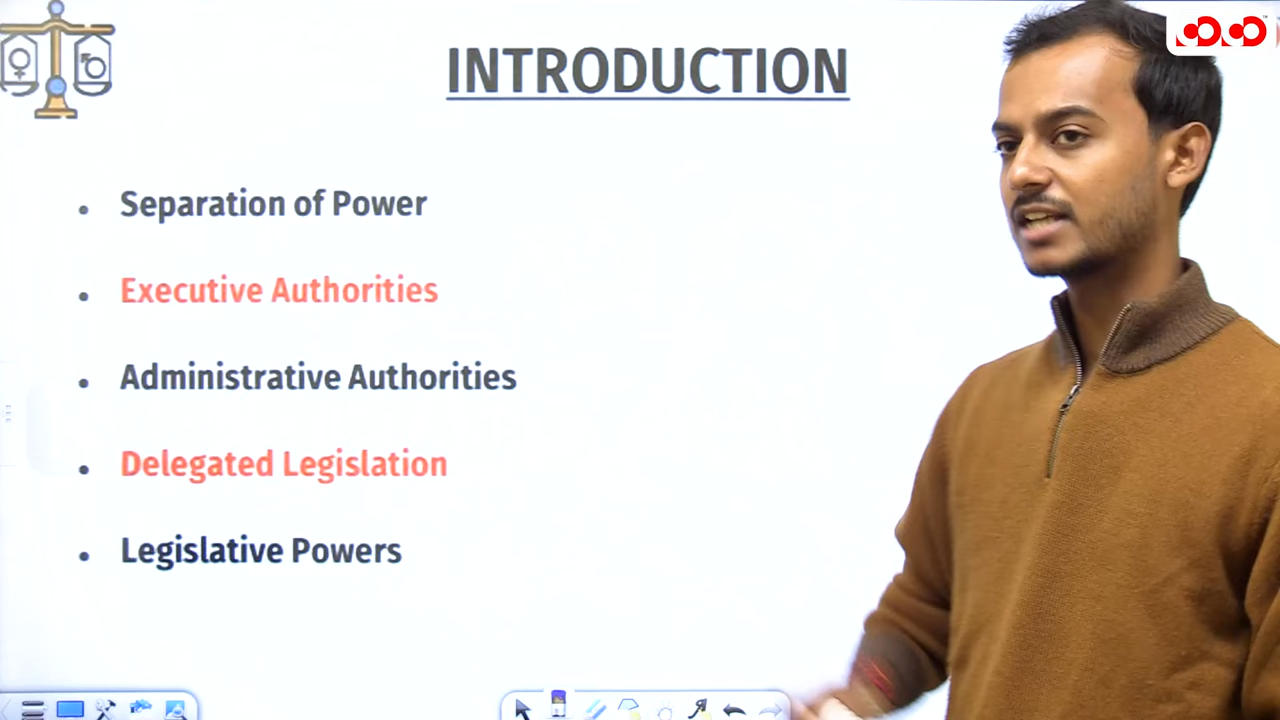 INTRODUCTION
Separation of Power
Executive Authorities
Administrative Authorities
Delegated Legislation
Legislative Powers